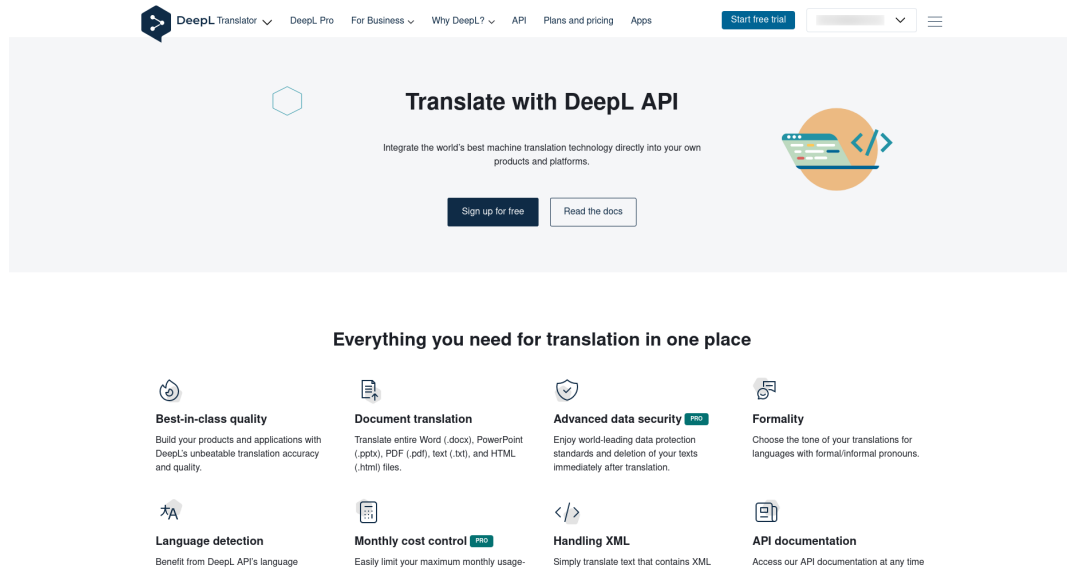 DeepL Translator
DeepL Pro
For Business
Why DeepL?
API
Plans and pricing
Apps
Start free trial
Translate with DeepL API
Integrate the world's best machine translation technology directly into your own
products and platforms.
Sign up for free
Read the docs
Everything you need for translation in one place
Best-in-class quality
Build your products and applications with
DeepL's unbeatable translation accuracy
and quality.
Document translation
Translate entire Word (.docx), PowerPoint
(.pptx), PDF (.pdf), text (.txt), and HTML
(.html) files.
Advanced data security PRO
Enjoy world-leading data protection
standards and deletion of your texts
immediately after translation.
Formality
Choose the tone of your translations for
languages with formal/informal pronouns.
Language detection
Benefit from DeepL API's language
Monthly cost control PRO
Easily limit your maximum monthly usage-
Handling XML
Simply translate text that contains XML
API documentation
Access our API documentation at any time